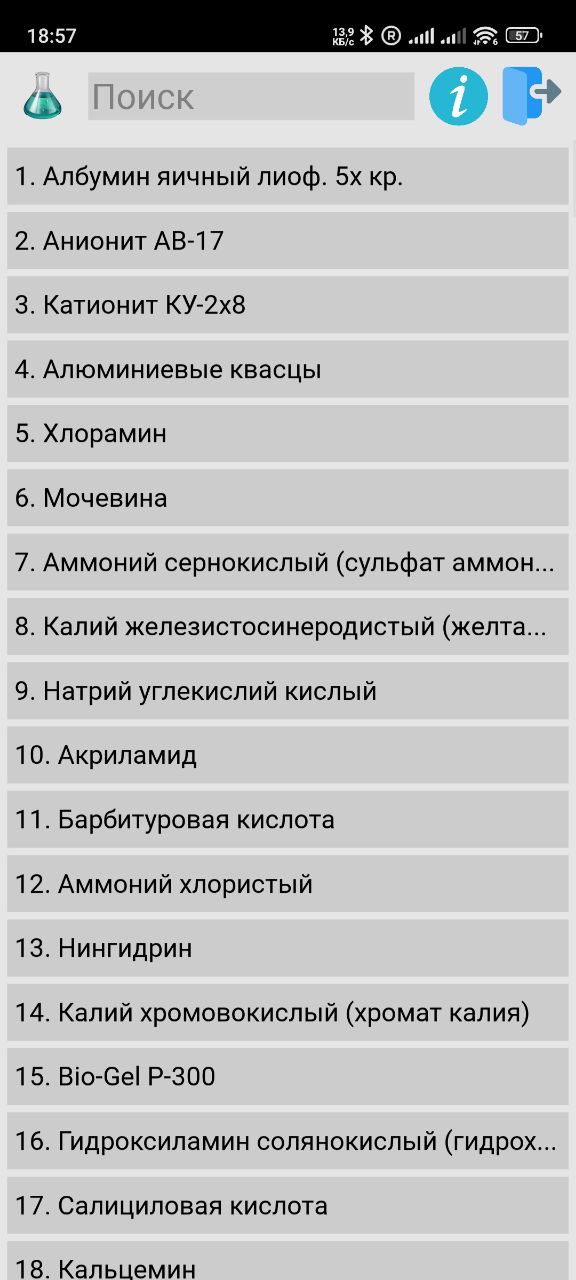 18:57
13,9
КБ/с
R
6
57
Поиск
i
1. Албумин яичный лиоф. 5х кр.
2. Анионит АВ-17
3. Катионит КУ-2х8
4. Алюминиевые квасцы
5. Хлорамин
6. Мочевина
7. Аммоний сернокислый (сульфат аммон...
8. Калий железистосинеродистый (желта...
9. Натрий углекислий кислый
10. Акриламид
11. Барбитуровая кислота
12. Аммоний хлористый
13. Нингидрин
14. Калий хромовокислый (хромат калия)
15. Bio-Gel P-300
16. Гидроксиламин солянокислый (гидрох...
17. Салициловая кислота
18. Кальцемин